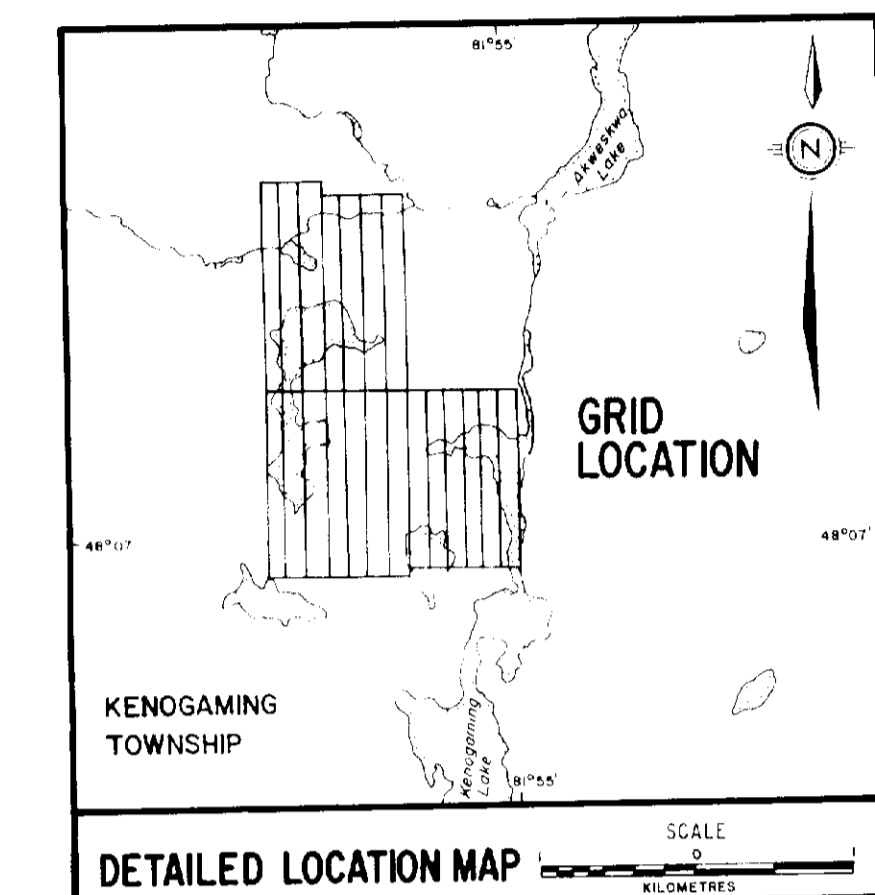 81°55'
Akweskwa
Lake
N
GRID
LOCATION
48°07'
48°07'
KENOGAMING
TOWNSHIP
Kenogaming
Lake
81°55'
DETAILED LOCATION MAP
SCALE
0
KILOMETRES